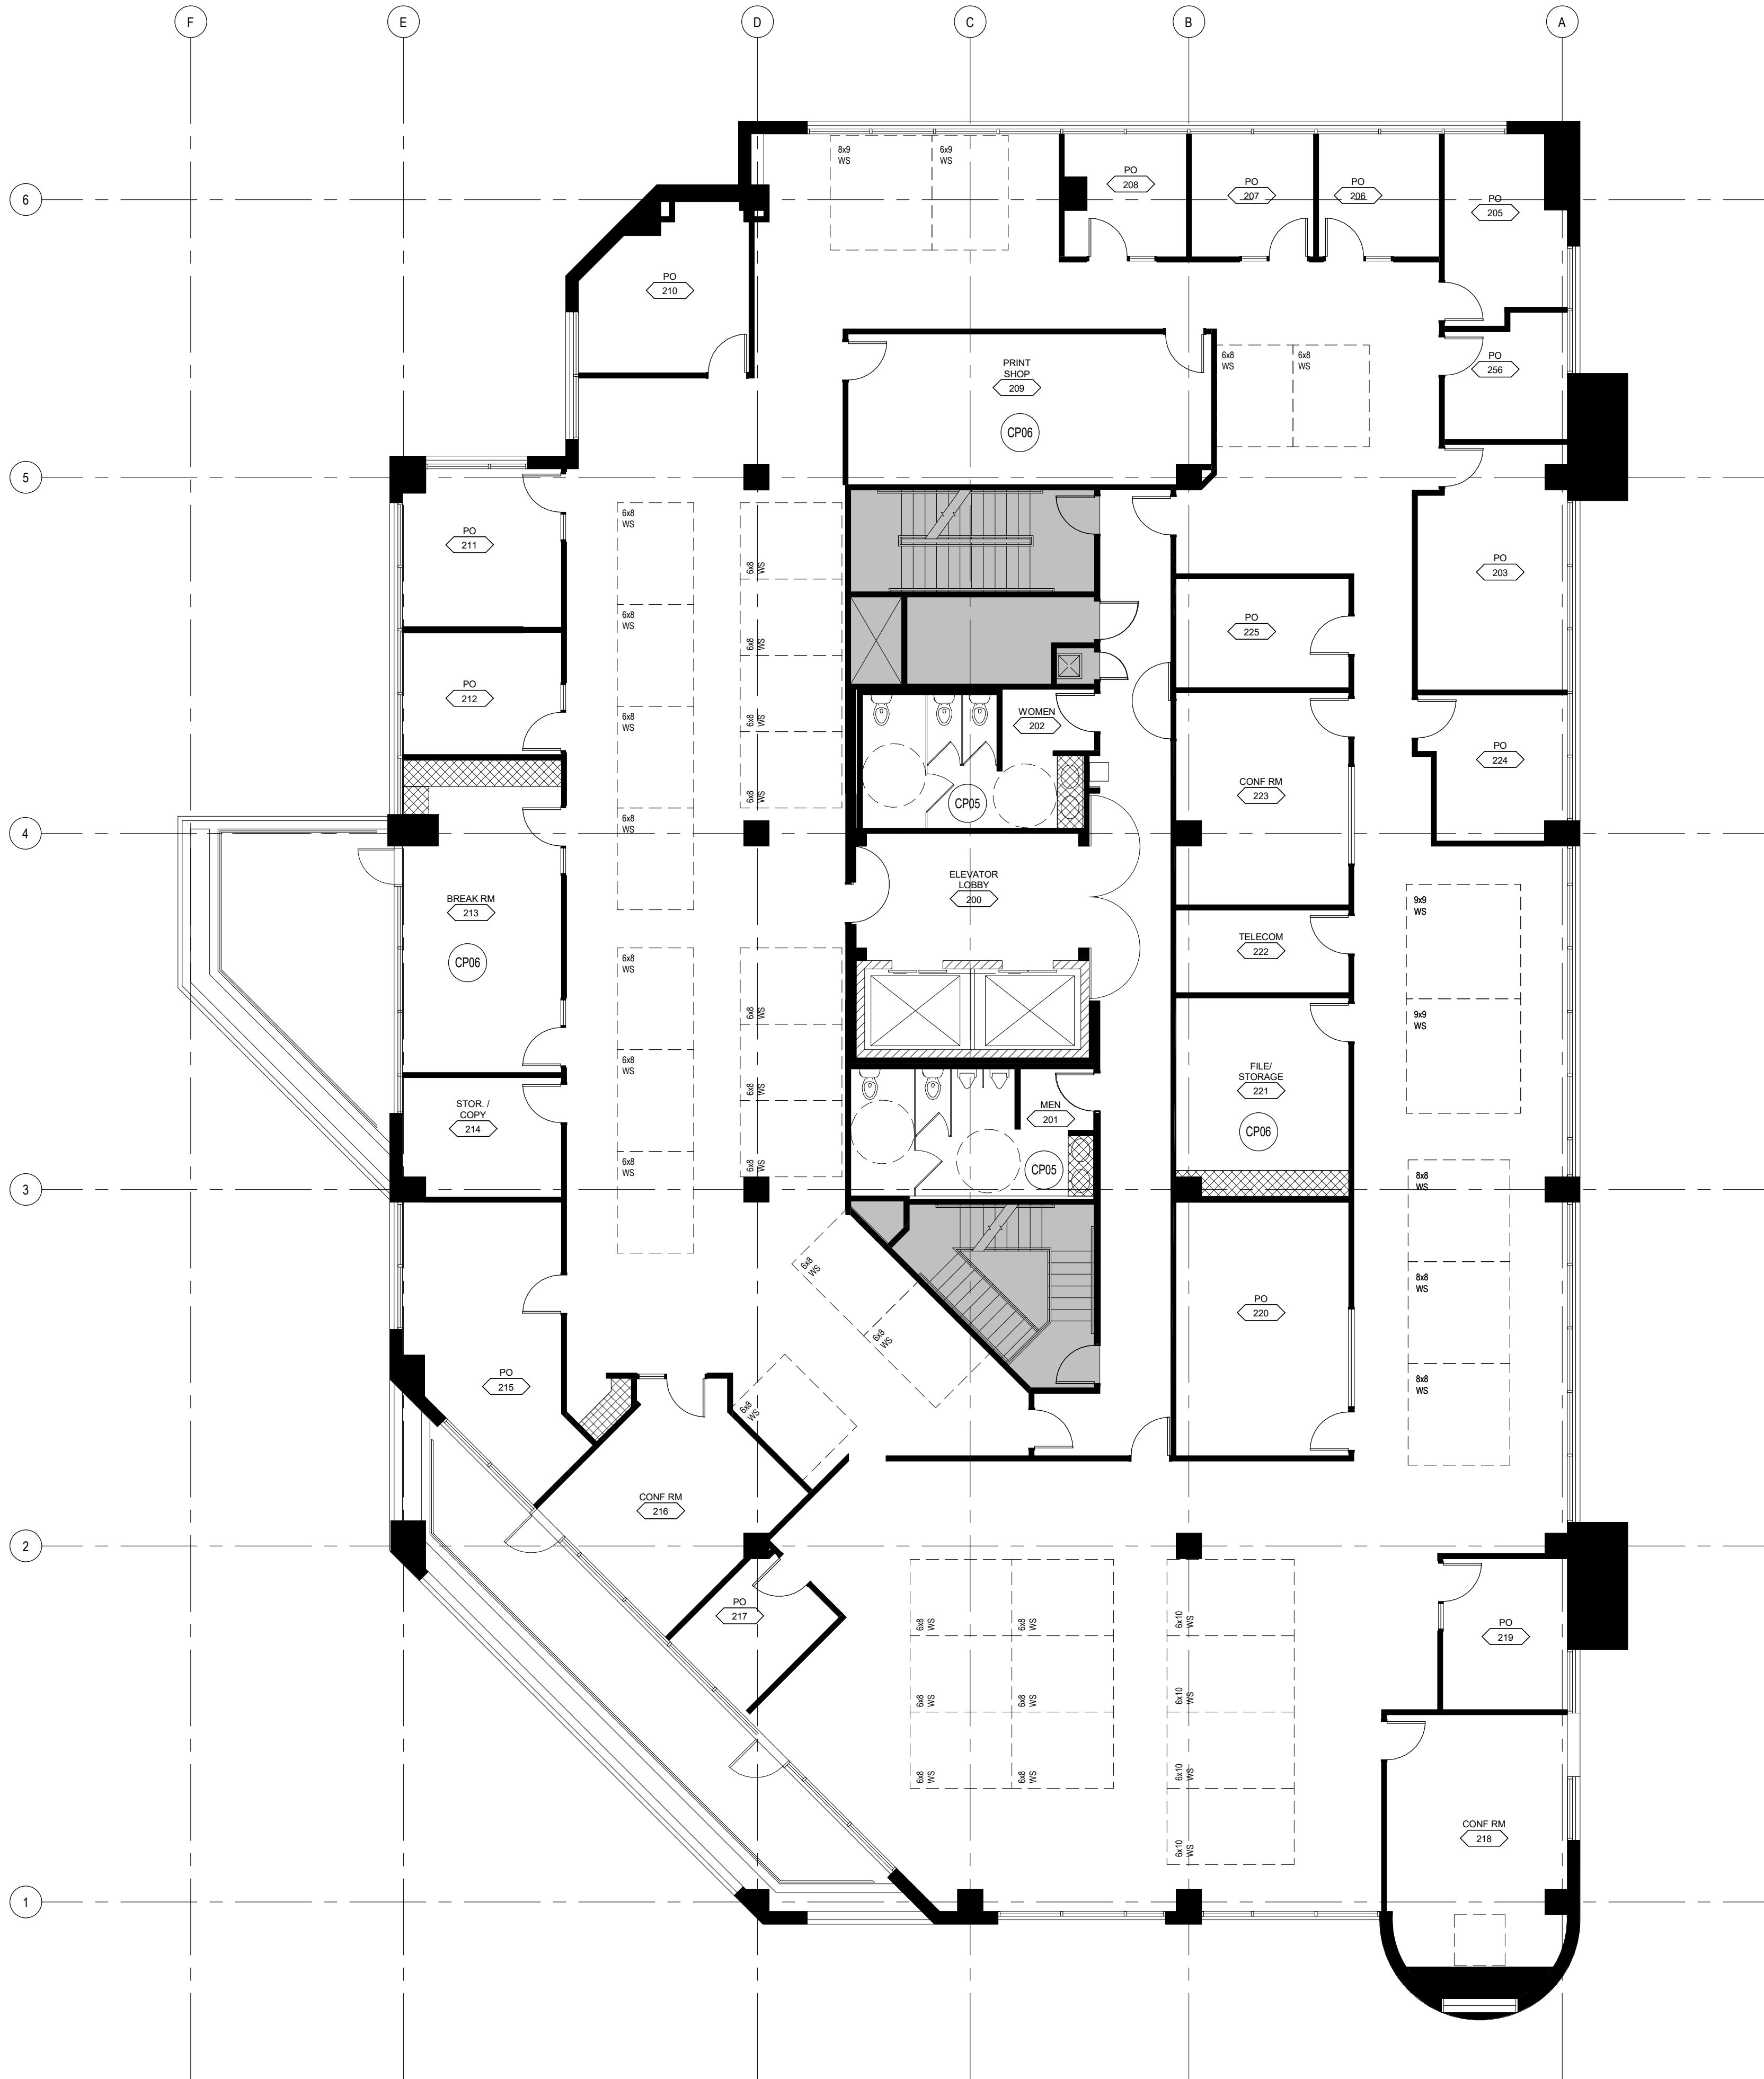 F
E
D
C
B
A
6
5
4
3
2
1
8x9
WS
6x9
WS
PO
208
PO
207
PO
206
PO
205
PO
210
PRINT
SHOP
209
CP06
6x8
WS
6x8
WS
PO
256
PO
211
6x8
WS
6x8
WS
PO
203
PO
212
6x8
WS
6x8
WS
6x8
WS
6x8
WS
6x8
WS
6x8
WS
PO
225
WOMEN
202
CP05
CONF RM
223
PO
224
BREAK RM
213
CP06
ELEVATOR
LOBBY
200
TELECOM
222
9x9
WS
9x9
WS
6x8
WS
6x8
WS
6x8
WS
6x8
WS
6x8
WS
6x8
WS
STOR. /
COPY
214
MEN
201
CP05
FILE/
STORAGE
221
CP06
8x8
WS
8x8
WS
8x8
WS
6x8
WS
6x8
WS
6x8
WS
PO
220
PO
215
CONF RM
216
PO
217
6x8
WS
6x8
WS
6x10
WS
6x8
WS
6x8
WS
6x10
WS
6x8
WS
6x8
WS
6x10
WS
6x10
WS
PO
219
CONF RM
218